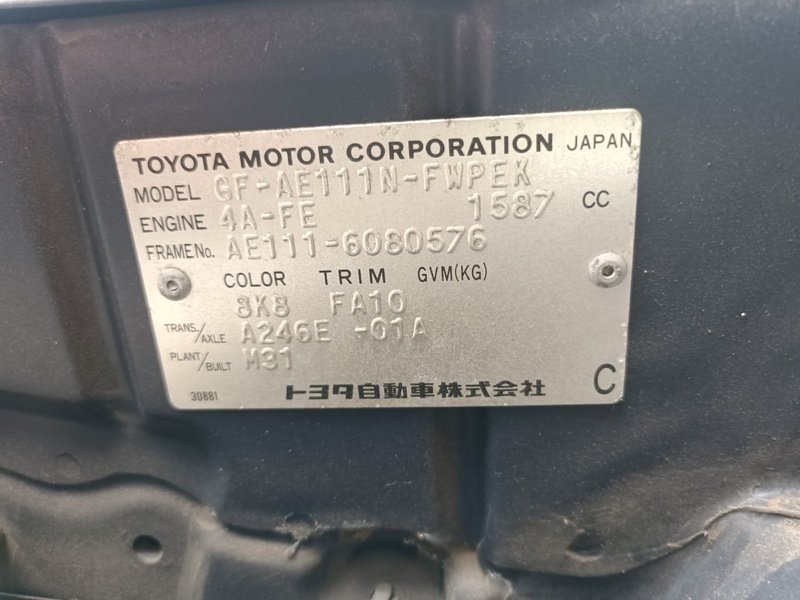 TOYOTA MOTOR CORPORATION JAPAN
MODEL GF-AE111N-FWPEK
ENGINE 4A-FE 1587 CC
FRAME No. AE111-6080576
COLOR TRIM GVM(KG)
8K8 FA10
TRANS./AXLE A246E -01A
PLANT/BUILT M31
30881 トヨタ自動車株式会社 C